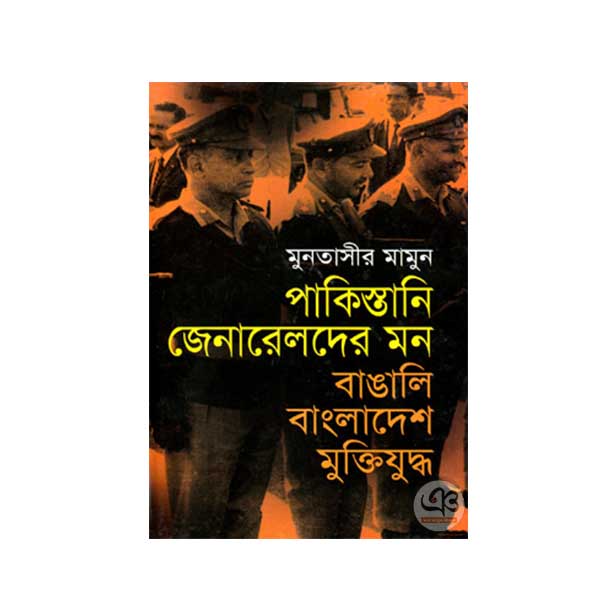 মুনতাসীর মামুন
পাকিস্তানি
জেনারেলদের মন
বাঙালি
বাংলাদেশ
মুক্তিযুদ্ধ